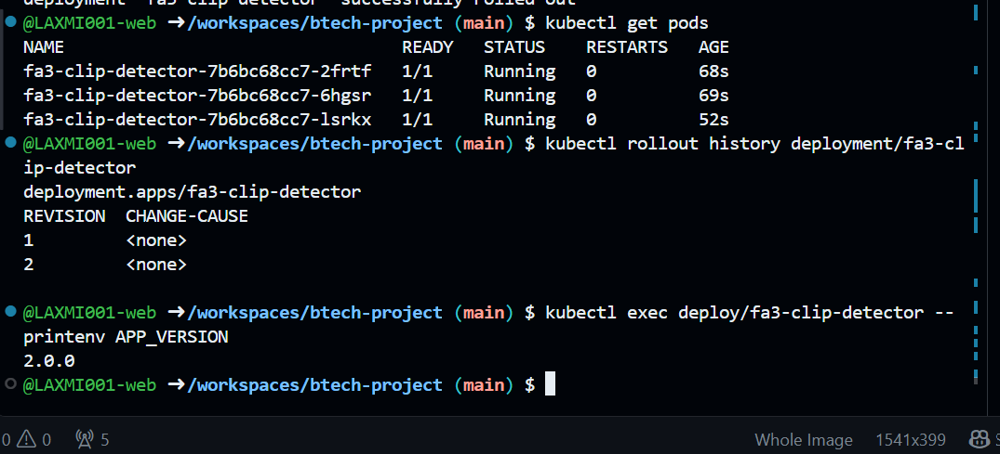 deployment "fa3-clip-detector" successfully rolled out
@LAXMI001-web ➜/workspaces/btech-project (main) $ kubectl get pods
NAME                               READY   STATUS    RESTARTS   AGE
fa3-clip-detector-7b6bc68cc7-2frtf   1/1     Running   0          68s
fa3-clip-detector-7b6bc68cc7-6hgsr   1/1     Running   0          69s
fa3-clip-detector-7b6bc68cc7-lsrkx   1/1     Running   0          52s
@LAXMI001-web ➜/workspaces/btech-project (main) $ kubectl rollout history deployment/fa3-cl
ip-detector
deployment.apps/fa3-clip-detector
REVISION  CHANGE-CAUSE
1         <none>
2         <none>
@LAXMI001-web ➜/workspaces/btech-project (main) $ kubectl exec deploy/fa3-clip-detector --
printenv APP_VERSION
2.0.0
@LAXMI001-web ➜/workspaces/btech-project (main) $
0 0 5 Whole Image 1541x399